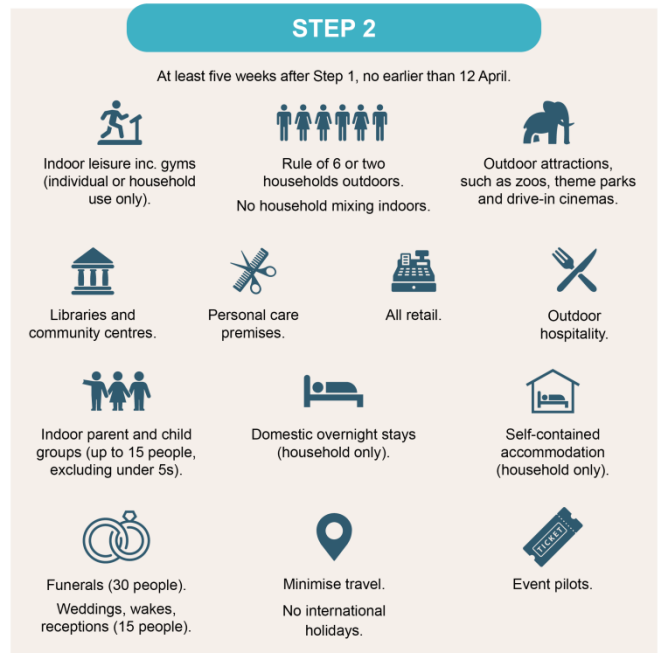 STEP 2
At least five weeks after Step 1, no earlier than 12 April.
Indoor leisure inc. gyms
(individual or household
use only).
Rule of 6 or two
households outdoors.
No household mixing indoors.
Outdoor attractions,
such as zoos, theme parks
and drive-in cinemas.
Libraries and
community centres.
Personal care
premises.
All retail.
Outdoor
hospitality.
Indoor parent and child
groups (up to 15 people,
excluding under 5s).
Domestic overnight stays
(household only).
Self-contained
accommodation
(household only).
Funerals (30 people).
Weddings, wakes,
receptions (15 people).
Minimise travel.
No international
holidays.
TICKET
Event pilots.